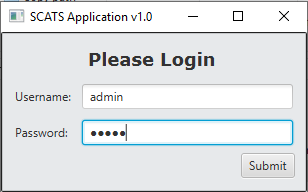 SCATS Application v1.0
Please Login
Username: admin
Password: •••••
Submit